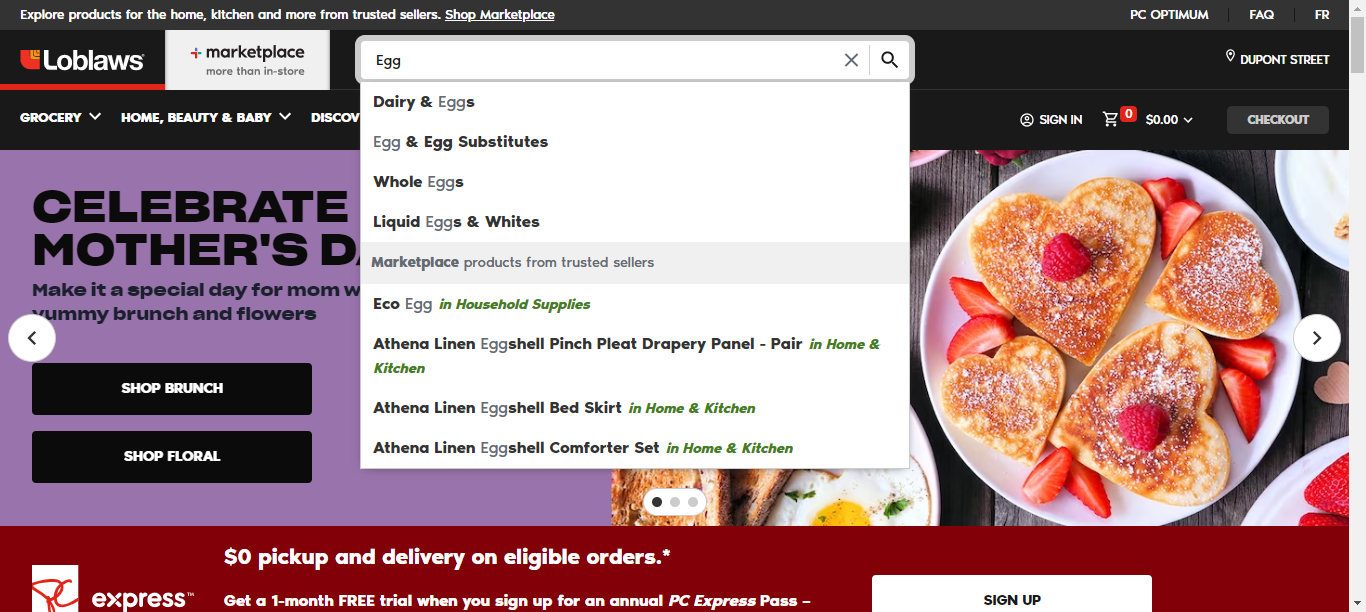 Explore products for the home, kitchen and more from trusted sellers. Shop Marketplace
PC OPTIMUM
FAQ
FR
Loblaws
marketplace
more than in-store
Egg
DUPONT STREET
GROCERY
HOME, BEAUTY & BABY
DISCOV
SIGN IN
0
$0.00
CHECKOUT
Dairy & Eggs
Egg & Egg Substitutes
Whole Eggs
Liquid Eggs & Whites
Marketplace products from trusted sellers
Eco Egg in Household Supplies
Athena Linen Eggshell Pinch Pleat Drapery Panel - Pair in Home &
Kitchen
Athena Linen Eggshell Bed Skirt in Home & Kitchen
Athena Linen Eggshell Comforter Set in Home & Kitchen
CELEBRATE
MOTHER'S DA
Make it a special day for mom w
yummy brunch and flowers
SHOP BRUNCH
SHOP FLORAL
$0 pickup and delivery on eligible orders.*
PC
express™
Get a 1-month FREE trial when you sign up for an annual PC Express Pass –
SIGN UP